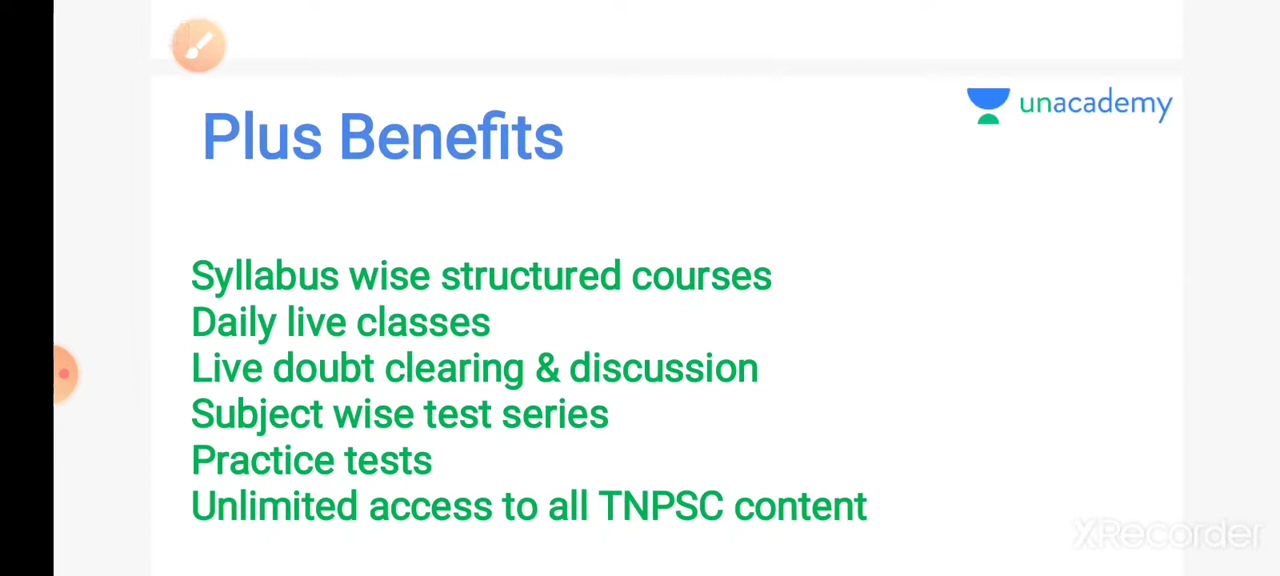 unacademy
Plus Benefits
Syllabus wise structured courses
Daily live classes
Live doubt clearing & discussion
Subject wise test series
Practice tests
Unlimited access to all TNPSC content
XRecorder